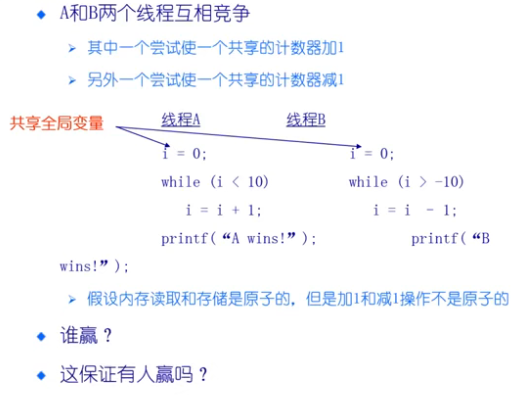 A和B两个线程互相竞争
其中一个尝试使一个共享的计数器加1
另外一个尝试使一个共享的计数器减1
共享全局变量
线程A 线程B
i = 0; i = 0;
while (i < 10) while (i > -10)
i = i + 1; i = i - 1;
printf(“A wins!”); printf(“B
wins!”);
假设内存读取和存储是原子的，但是加1和减1操作不是原子的
谁赢？
这保证有人赢吗？